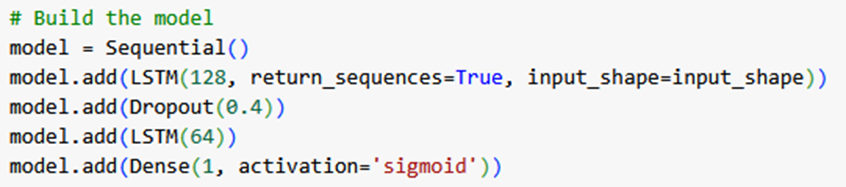 # Build the model
model = Sequential()
model.add(LSTM(128, return_sequences=True, input_shape=input_shape))
model.add(Dropout(0.4))
model.add(LSTM(64))
model.add(Dense(1, activation='sigmoid'))